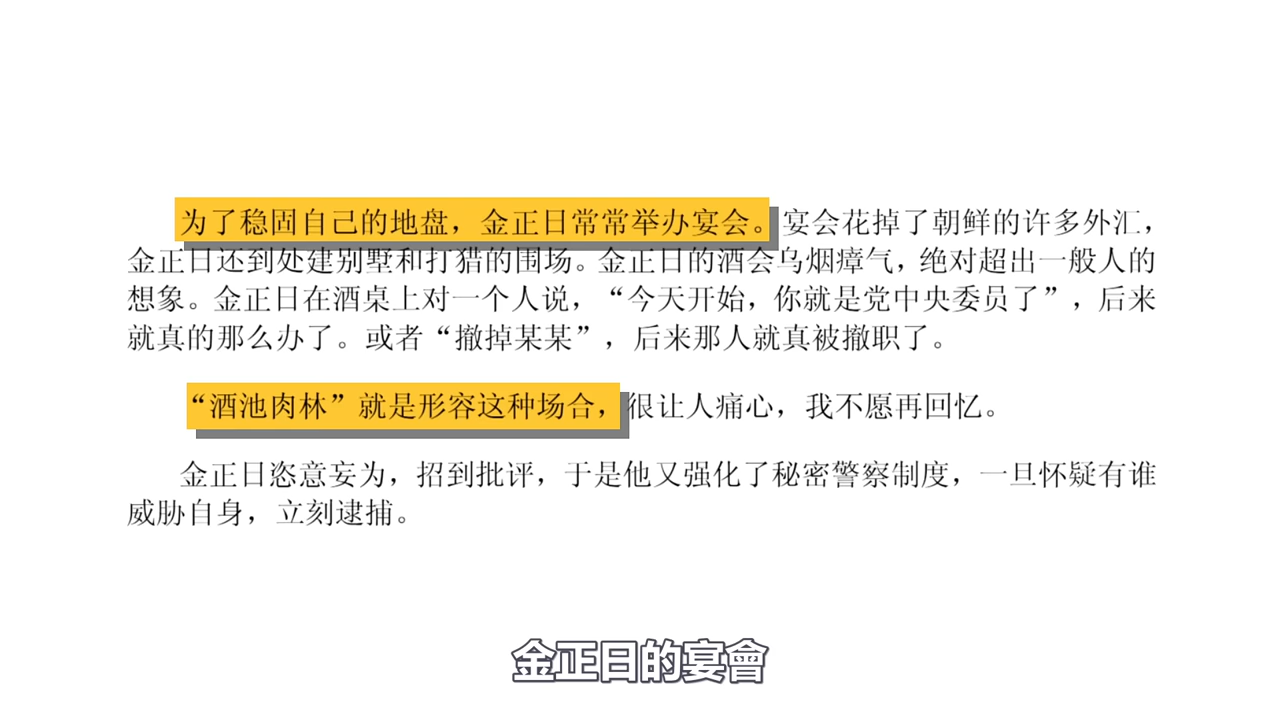 为了稳固自己的地盘，金正日常常举办宴会。宴会花掉了朝鲜的许多外汇，
金正日还到处建别墅和打猎的围场。金正日的酒会乌烟瘴气，绝对超出一般人的
想象。金正日在酒桌上对一个人说，“今天开始，你就是党中央委员了”，后来
就真的那么办了。或者“撤掉某某”，后来那人就真被撤职了。
“酒池肉林”就是形容这种场合，很让人痛心，我不愿再回忆。
金正日恣意妄为，招到批评，于是他又强化了秘密警察制度，一旦怀疑有谁
威胁自身，立刻逮捕。
金正日的宴會